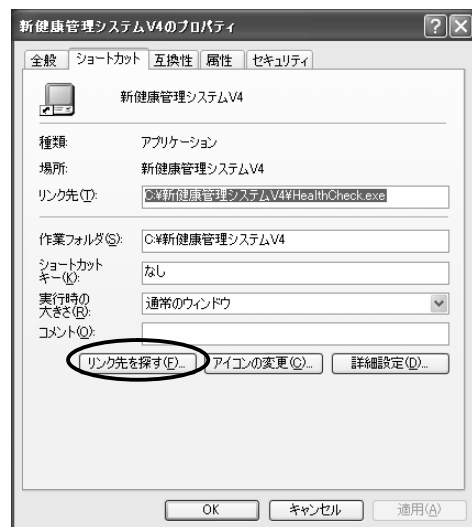 新健康管理システムV4のプロパティ
全般 ショートカット 互換性 属性 セキュリティ
新健康管理システムV4
種類: アプリケーション
場所: 新健康管理システムV4
リンク先(T): C:¥新健康管理システムV4¥HealthCheck.exe
作業フォルダ(S): C:¥新健康管理システムV4
ショートカット
キー(K): なし
実行時の
大きさ(R): 通常のウィンドウ
コメント(O):
リンク先を探す(F)... アイコンの変更(C)... 詳細設定(D)...
OK キャンセル 適用(A)